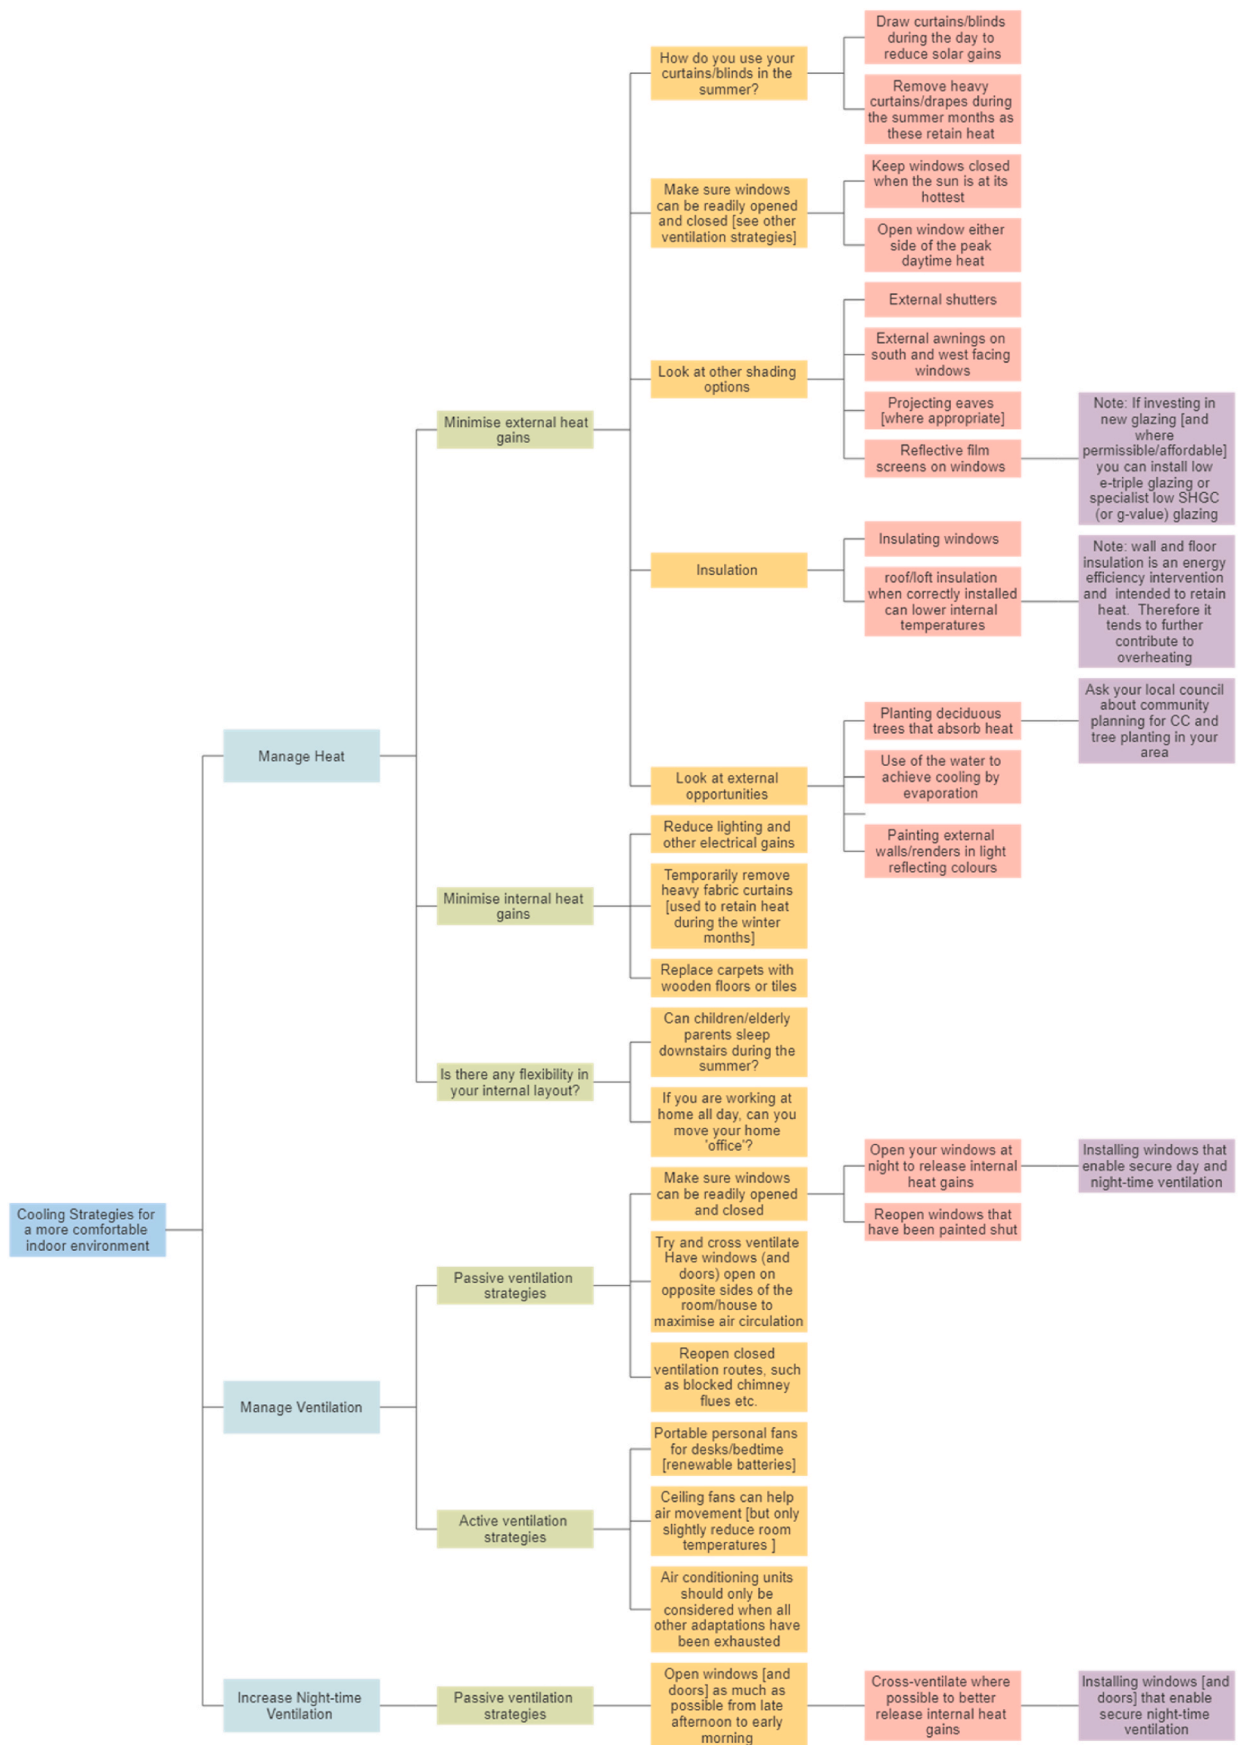 Draw curtains/blinds
during the day to
reduce solar gains
How do you use your
curtains/blinds in the
summer?
Remove heavy
curtains/drapes during
the summer months as
these retain heat
Keep windows closed
when the sun is at its
hottest
Make sure windows
can be readily opened
and closed [see other
ventilation strategies]
Open window either
side of the peak
daytime heat
External shutters
External awnings on
south and west facing
windows
Look at other shading
options
Projecting eaves
[where appropriate]
Reflective film
screens on windows
Note: If investing in
new glazing [and
where
permissible/affordable]
you can install low
e-triple glazing or
specialist low SHGC
(or g-value) glazing
Minimise external heat
gains
Insulating windows
Insulation
roof/loft insulation
when correctly installed
can lower internal
temperatures
Note: wall and floor
insulation is an energy
efficiency intervention
and intended to retain
heat. Therefore it
tends to further
contribute to
overheating
Planting deciduous
trees that absorb heat
Ask your local council
about community
planning for CC and
tree planting in your
area
Manage Heat
Look at external
opportunities
Use of the water to
achieve cooling by
evaporation
Painting external
walls/renders in light
reflecting colours
Reduce lighting and
other electrical gains
Minimise internal heat
gains
Temporarily remove
heavy fabric curtains
[used to retain heat
during the winter
months]
Replace carpets with
wooden floors or tiles
Can children/elderly
parents sleep
downstairs during the
summer?
Is there any flexibility in
your internal layout?
If you are working at
home all day, can you
move your home
'office'?
Cooling Strategies for
a more comfortable
indoor environment
Make sure windows
can be readily opened
and closed
Open your windows at
night to release internal
heat gains
Installing windows that
enable secure day and
night-time ventilation
Reopen windows that
have been painted shut
Passive ventilation
strategies
Try and cross ventilate
Have windows (and
doors) open on
opposite sides of the
room/house to
maximise air circulation
Reopen closed
ventilation routes, such
as blocked chimney
flues etc.
Manage Ventilation
Portable personal fans
for desks/bedtime
[renewable batteries]
Active ventilation
strategies
Ceiling fans can help
air movement [but only
slightly reduce room
temperatures ]
Air conditioning units
should only be
considered when all
other adaptations have
been exhausted
Increase Night-time
Ventilation
Passive ventilation
strategies
Open windows [and
doors] as much as
possible from late
afternoon to early
morning
Cross-ventilate where
possible to better
release internal heat
gains
Installing windows [and
doors] that enable
secure night-time
ventilation